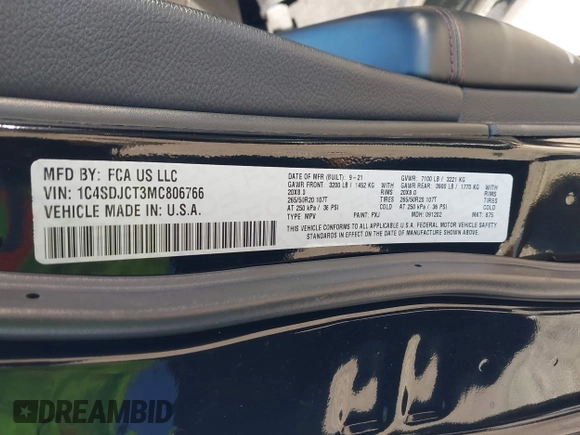 MFD BY: FCA US LLC
VIN: 1C4SDJCT3MC806766
VEHICLE MADE IN: U.S.A.
DATE OF MFR (BUILT): 9-21
GAWR FRONT: 3200 LB / 1452 KG
20X8.0
265/50R20 107T
AT 250 kPa / 36 PSI
TYPE: MPV
WITH
RIMS
TIRES
COLD
PAINT: PXJ
GVWR: 7100 LB / 3221 KG
GAWR REAR: 3900 LB / 1770 KG
20X8.0
265/50R20 107T
AT 250 kPa / 36 PSI
MDH: 091202
WITH
RIMS
TIRES
COLD
MKT: 875
THIS VEHICLE CONFORMS TO ALL APPLICABLE U.S.A. FEDERAL MOTOR VEHICLE SAFETY
STANDARDS IN EFFECT ON THE DATE OF MANUFACTURE SHOWN ABOVE.
DREAMBID